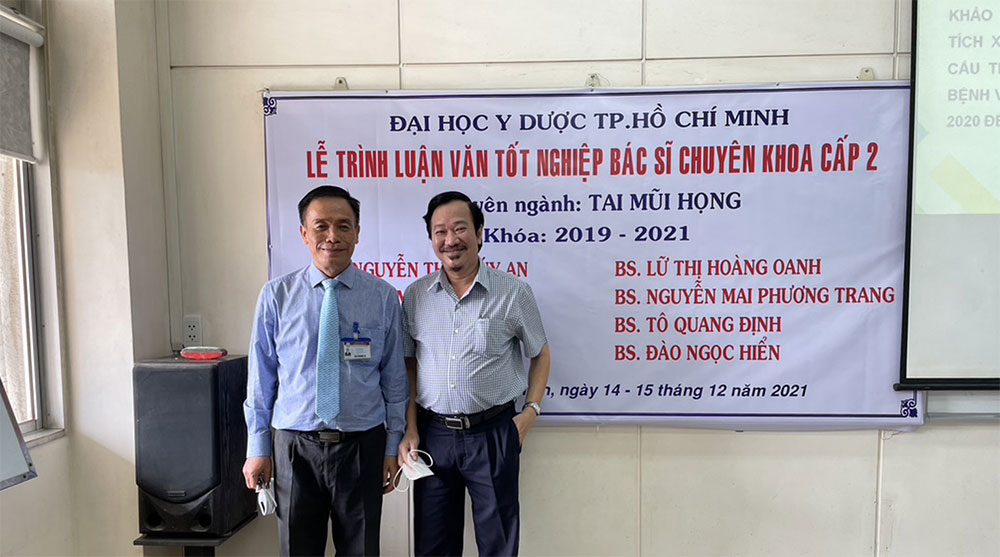 ĐẠI HỌC Y DƯỢC TP.HỒ CHÍ MINH
LỄ TRÌNH LUẬN VĂN TỐT NGHIỆP BÁC SĨ CHUYÊN KHOA CẤP 2
ngành: TAI MŨI HỌNG
Khóa: 2019 - 2021
NGUYỄN AN
BS. LỮ THỊ HOÀNG OANH
BS. NGUYỄN MAI PHƯƠNG TRANG
BS. TÔ QUANG ĐỊNH
BS. ĐÀO NGỌC HIỂN
ngày 14 - 15 tháng 12 năm 2021
KHẢO
TÍCH X
CẤU
BỆNH
2020